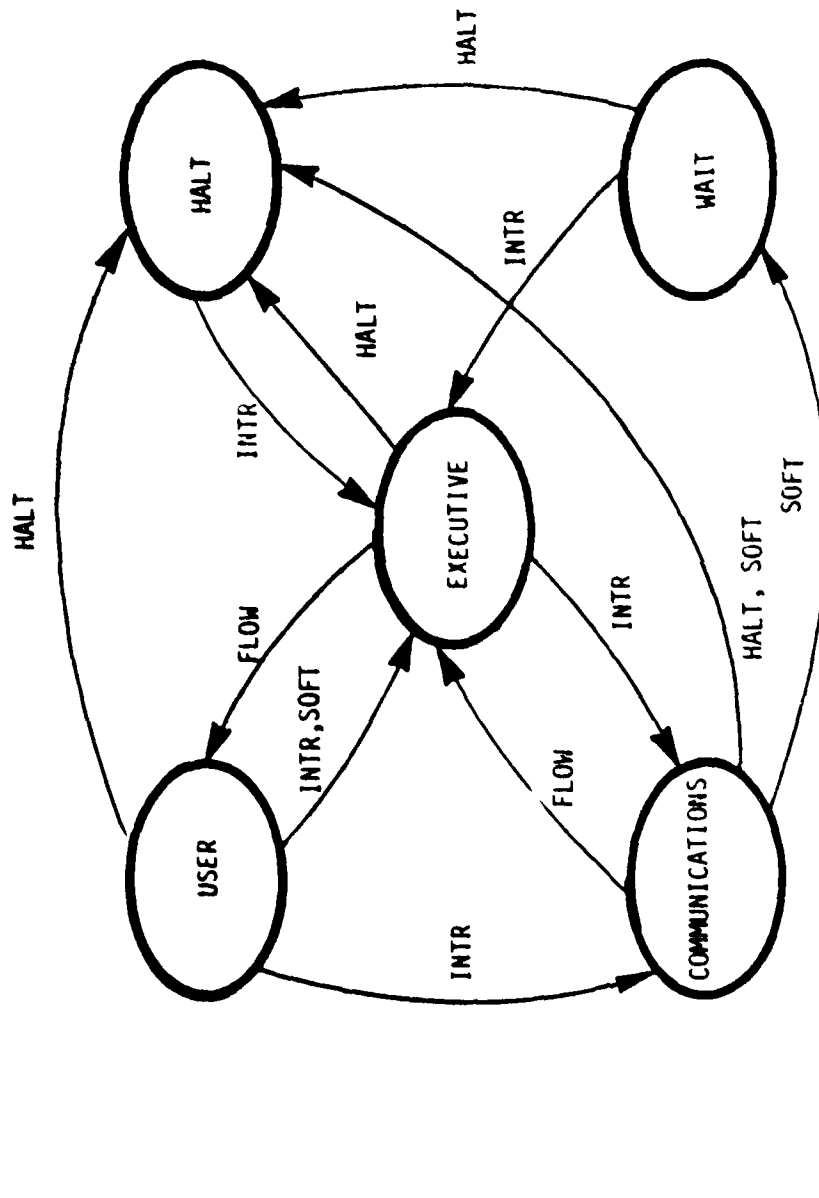 HALT
USER
HALT
FLOW
INTR
INTR,SOFT
HALT
INTR
EXECUTIVE
HALT
INTR
FLOW
INTR
COMMUNICATIONS
WAIT
HALT, SOFT
SOFT